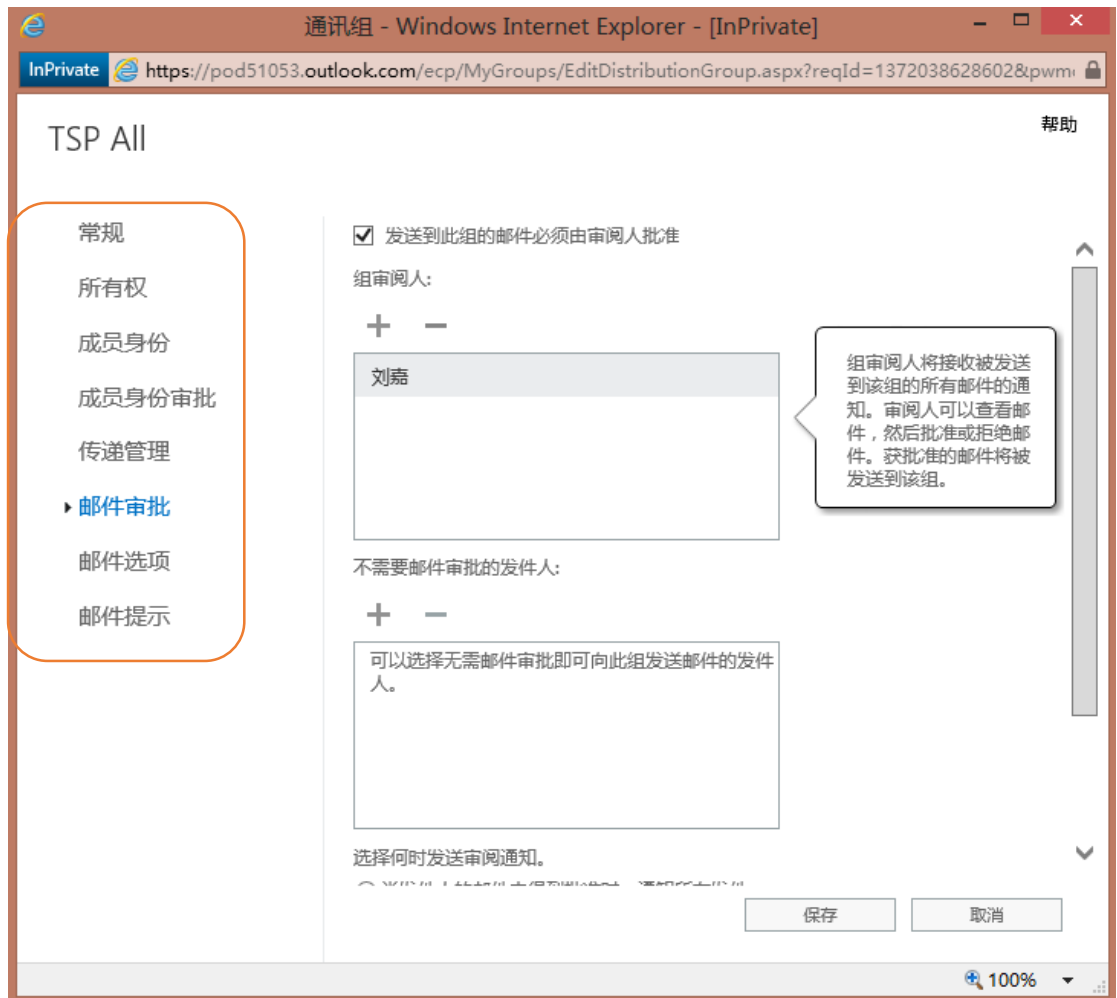 通讯组 - Windows Internet Explorer - [InPrivate]
InPrivate https://pod51053.outlook.com/ecp/MyGroups/EditDistributionGroup.aspx?reqId=1372038628602&pwm
帮助
TSP All
常规
所有权
成员身份
成员身份审批
传递管理
邮件审批
邮件选项
邮件提示
发送到此组的邮件必须由审阅人批准
组审阅人:
刘嘉
组审阅人将接收被发送
到该组的所有邮件的通
知。审阅人可以查看邮
件，然后批准或拒绝邮
件。获批准的邮件将被
发送到该组。
不需要邮件审批的发件人:
可以选择无需邮件审批即可向此组发送邮件的发件
人。
选择何时发送审阅通知。
保存
取消
100%